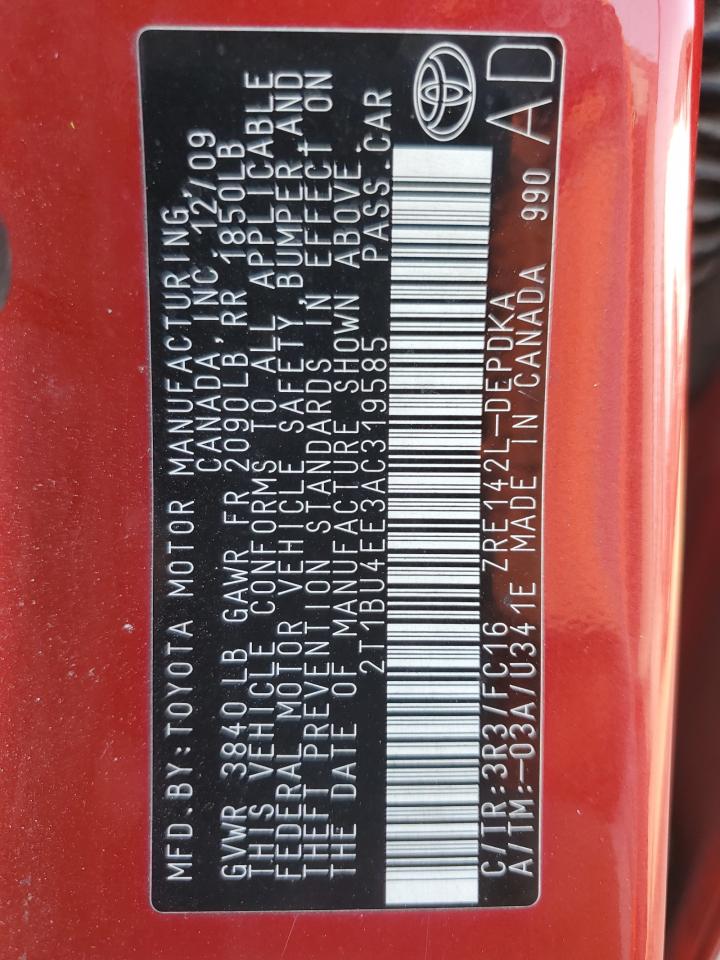 MFD.BY:TOYOTA MOTOR MANUFACTURING,
CANADA, INC. 12/09
GVWR 3840LB GAWR FR 2090LB, RR 1850LB
THIS VEHICLE CONFORMS TO ALL APPLICABLE
FEDERAL MOTOR VEHICLE SAFETY, BUMPER AND
THEFT PREVENTION STANDARDS IN EFFECT ON
THE DATE OF MANUFACTURE SHOWN ABOVE.
2T1BU4EE3AC319585 PASS.CAR
C/TR:3R3/FC16 ZRE142L-DEPDKA
A/TM:-03A/U341E MADE IN CANADA 990 AD